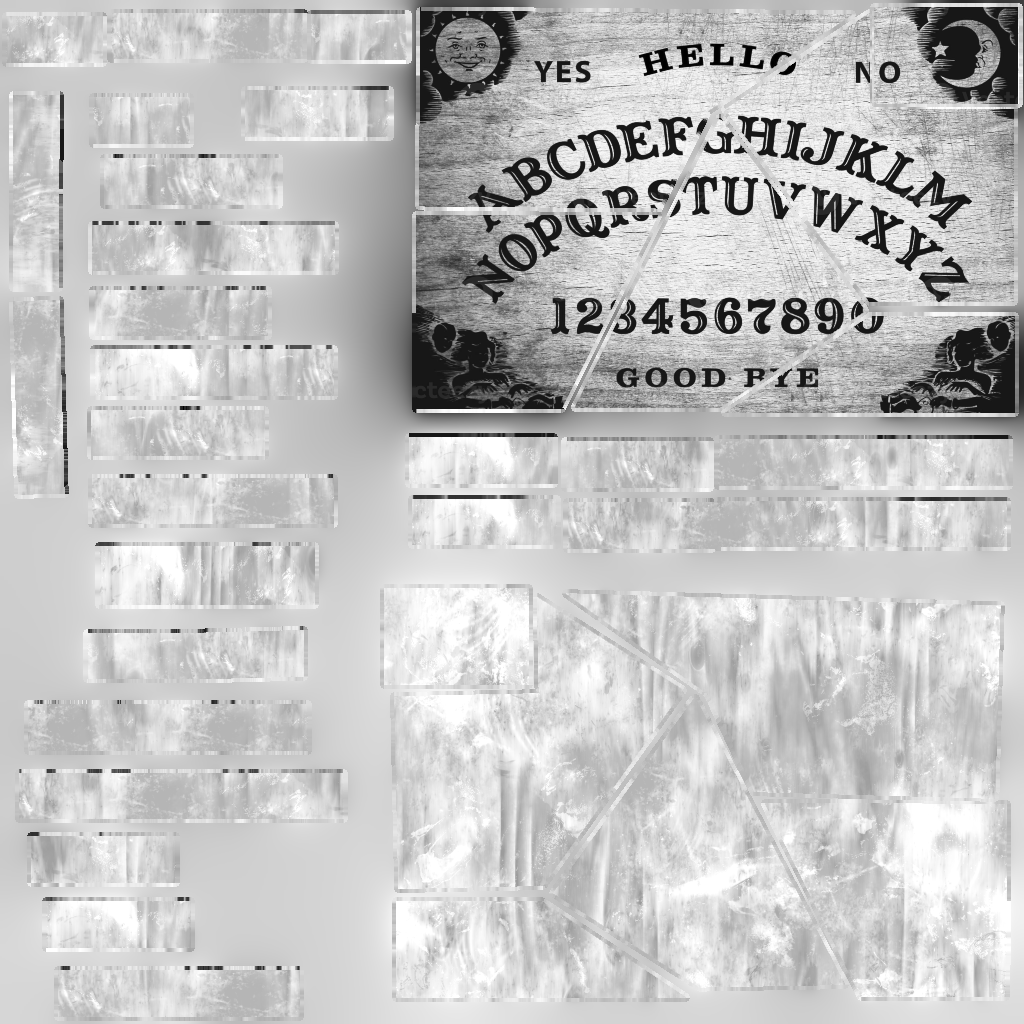 YES HELLO NO
ABCDEFGHIJKLM
NOPQRSTUVWXYZ
1234567890
GOOD BYE